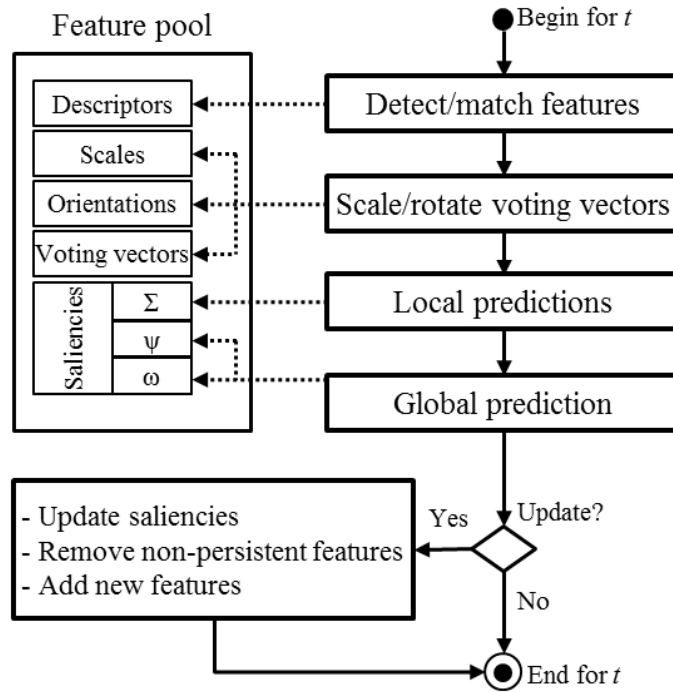 Feature pool
Descriptors
Scales
Orientations
Voting vectors
Saliencies
Σ
ψ
ω
Begin for t
Detect/match features
Scale/rotate voting vectors
Local predictions
Global prediction
Update?
Yes
No
- Update saliencies
- Remove non-persistent features
- Add new features
End for t